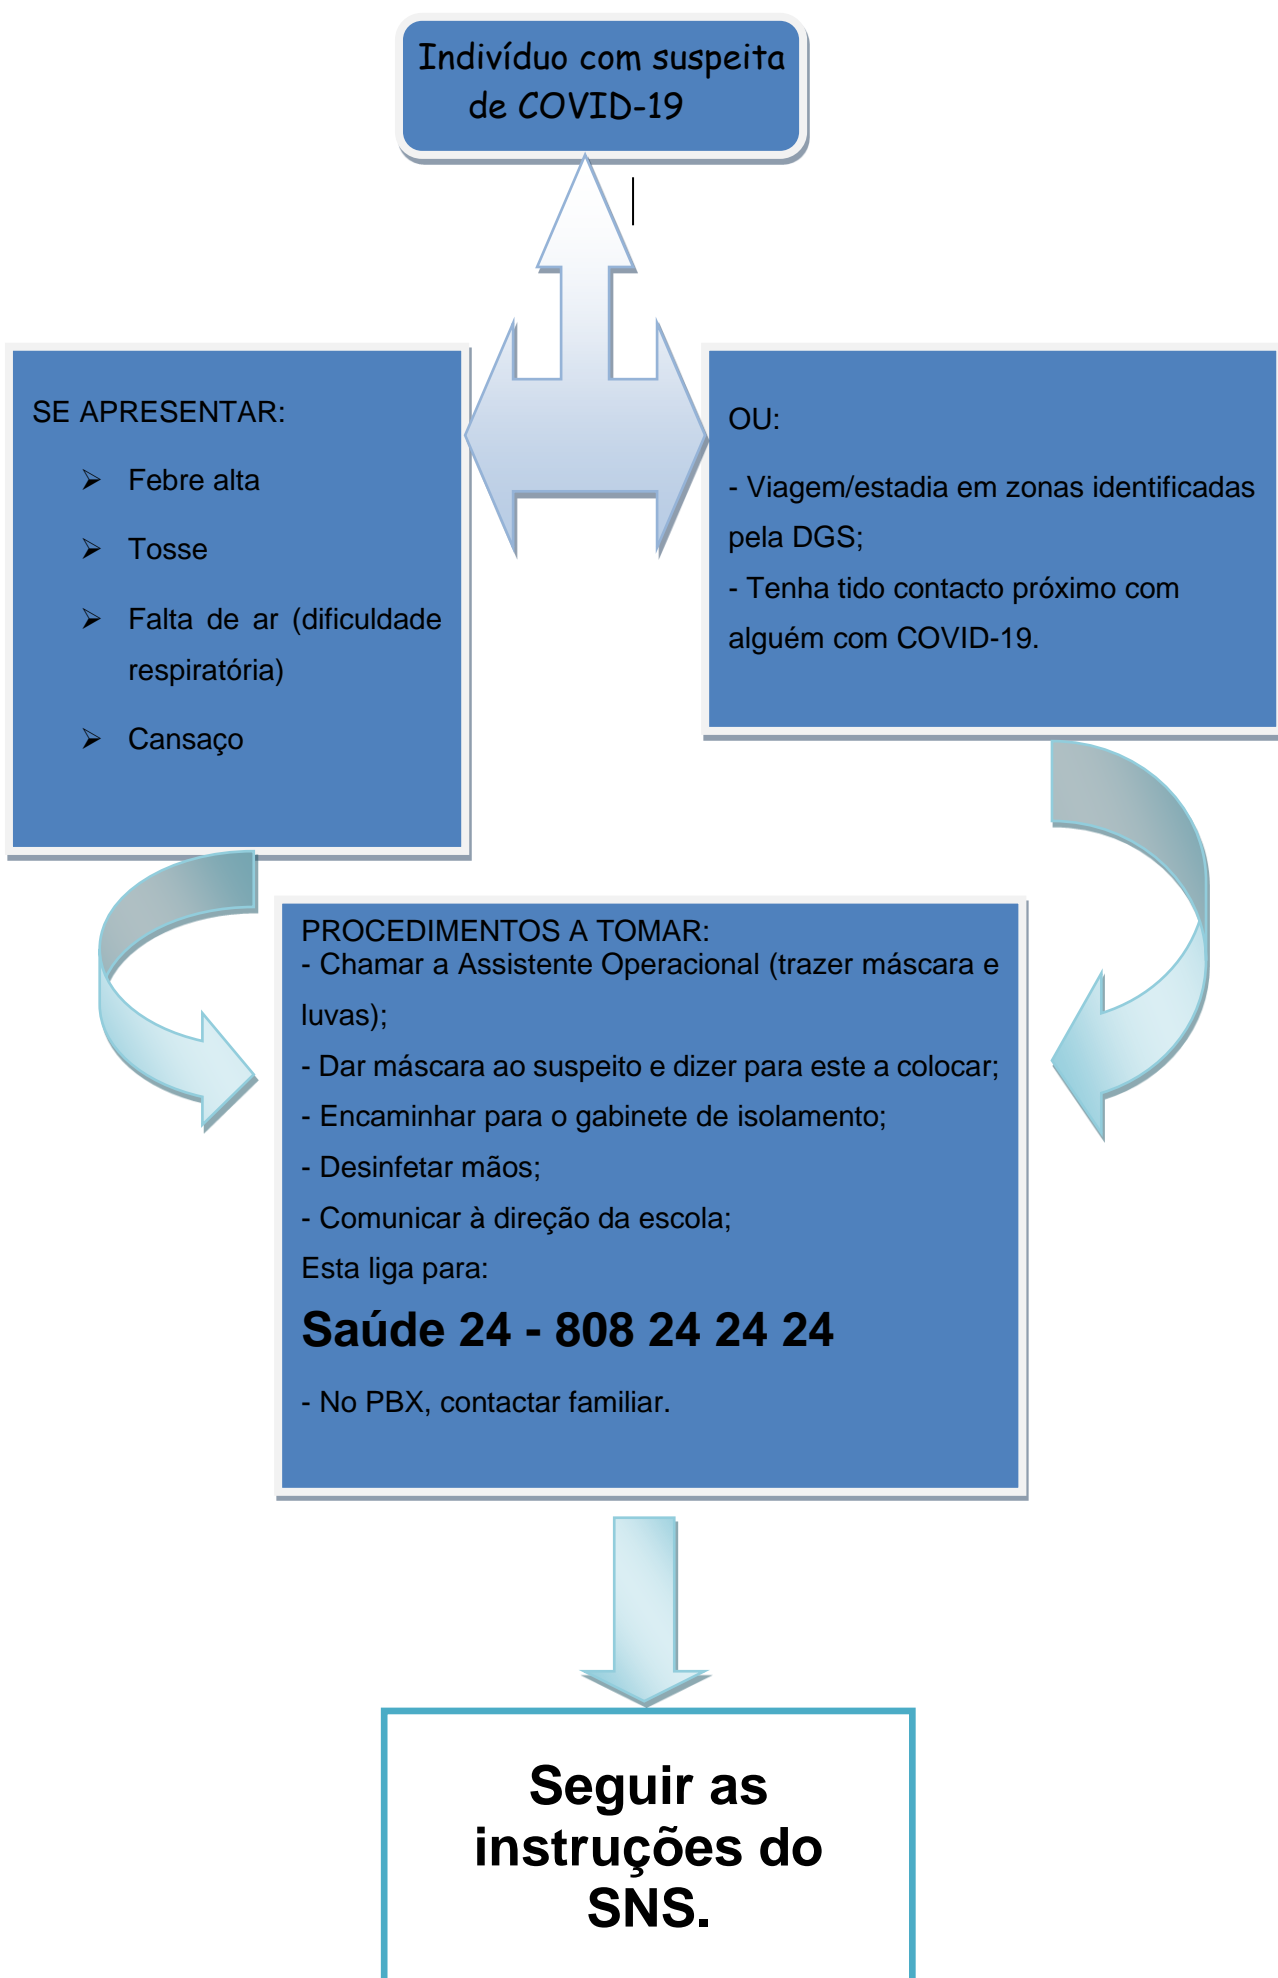 Indivíduo com suspeita
de COVID-19
SE APRESENTAR:
➢ Febre alta
➢ Tosse
➢ Falta de ar (dificuldade
respiratória)
➢ Cansaço
OU:
- Viagem/estadia em zonas identificadas
pela DGS;
- Tenha tido contacto próximo com
alguém com COVID-19.
PROCEDIMENTOS A TOMAR:
- Chamar a Assistente Operacional (trazer máscara e
luvas);
- Dar máscara ao suspeito e dizer para este a colocar;
- Encaminhar para o gabinete de isolamento;
- Desinfetar mãos;
- Comunicar à direção da escola;
Esta liga para:
Saúde 24 - 808 24 24 24
- No PBX, contactar familiar.
Seguir as
instruções do
SNS.